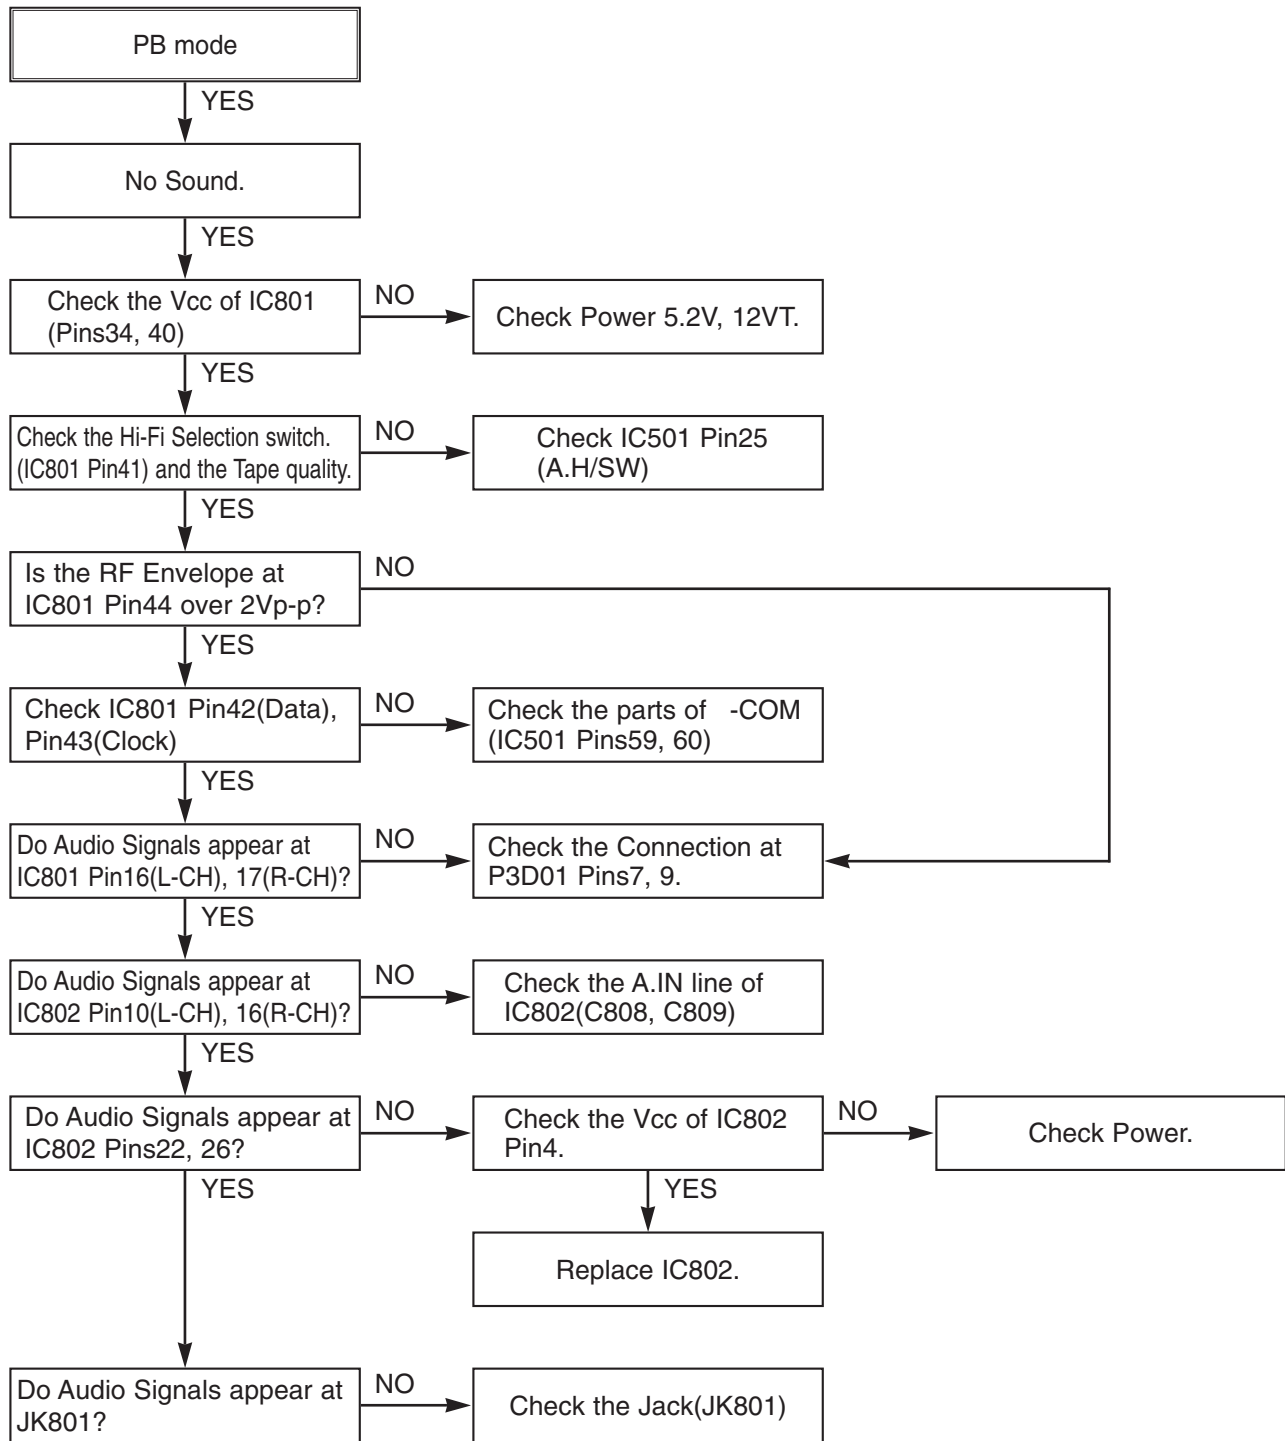 PB mode
YES
No Sound.
YES
Check the Vcc of IC801
(Pins34, 40)
NO
Check Power 5.2V, 12VT.
YES
Check the Hi-Fi Selection switch.
(IC801 Pin41) and the Tape quality.
NO
Check IC501 Pin25
(A.H/SW)
YES
Is the RF Envelope at
IC801 Pin44 over 2Vp-p?
NO
YES
Check IC801 Pin42(Data),
Pin43(Clock)
NO
Check the parts of -COM
(IC501 Pins59, 60)
YES
Do Audio Signals appear at
IC801 Pin16(L-CH), 17(R-CH)?
NO
Check the Connection at
P3D01 Pins7, 9.
YES
Do Audio Signals appear at
IC802 Pin10(L-CH), 16(R-CH)?
NO
Check the A.IN line of
IC802(C808, C809)
YES
Do Audio Signals appear at
IC802 Pins22, 26?
NO
Check the Vcc of IC802
Pin4.
NO
Check Power.
YES
YES
Replace IC802.
Do Audio Signals appear at
JK801?
NO
Check the Jack(JK801)